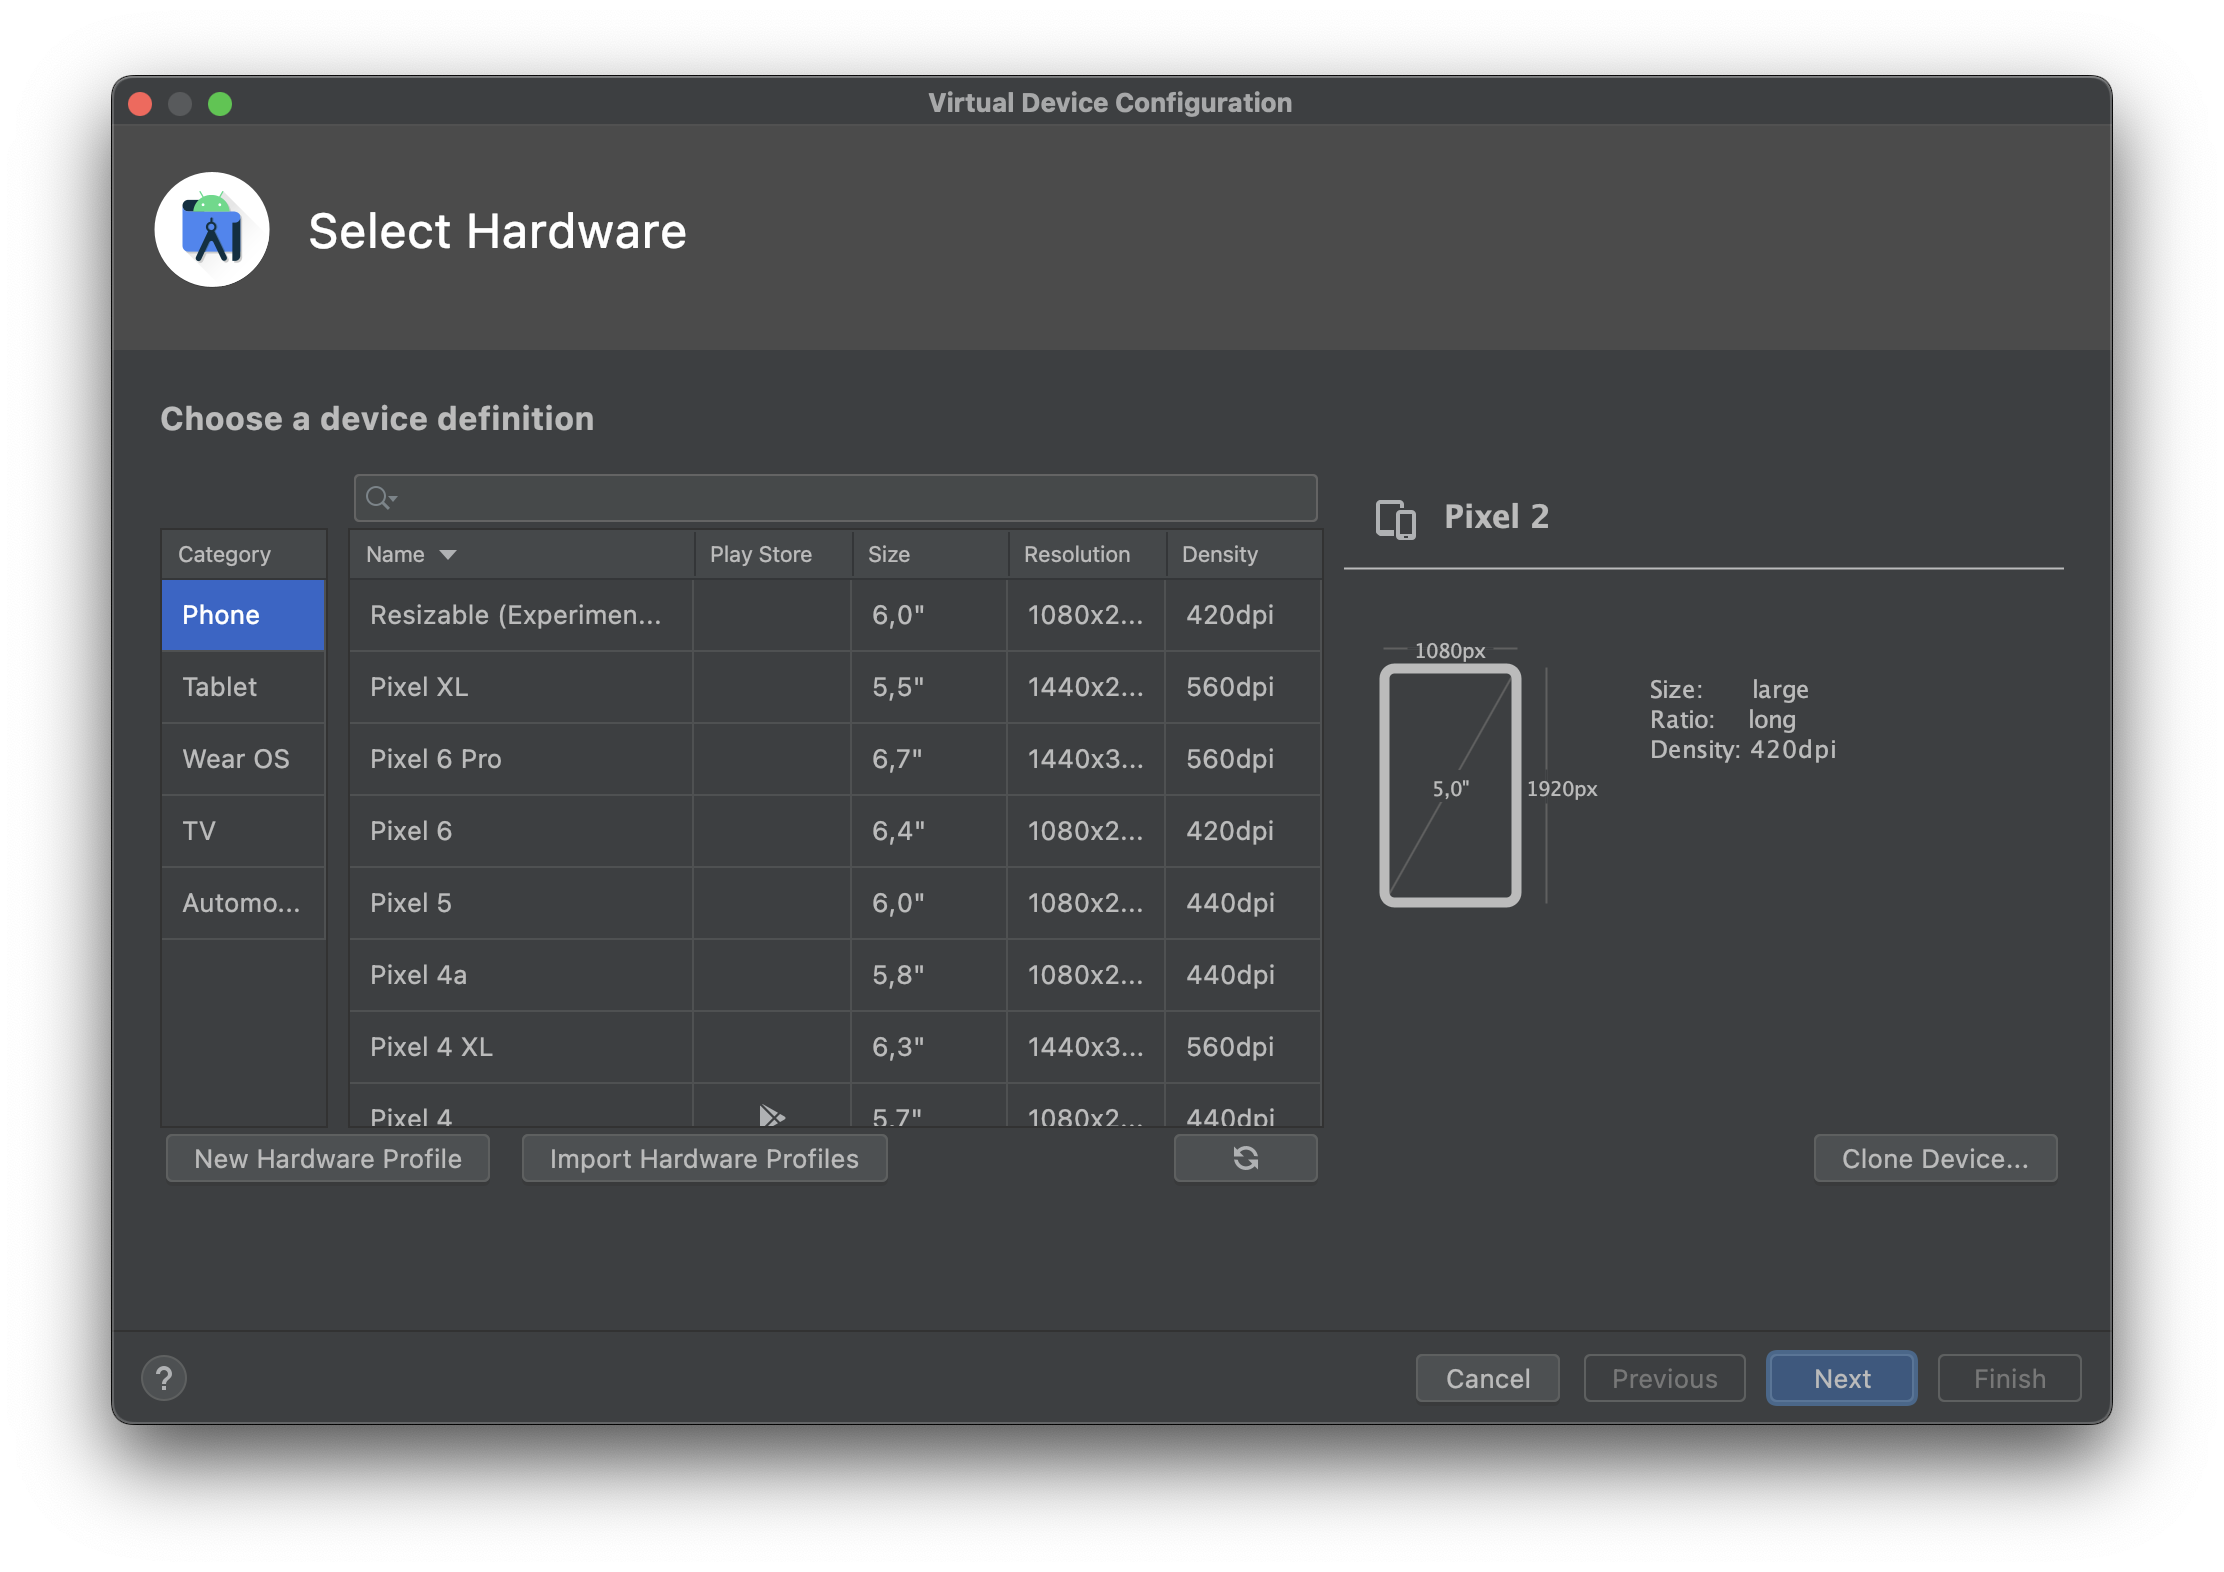 Virtual Device Configuration
Select Hardware
Choose a device definition
Category
Phone
Tablet
Wear OS
TV
Automo...
Name Play Store Size Resolution Density
Resizable (Experimen... 6,0" 1080x2... 420dpi
Pixel XL 5,5" 1440x2... 560dpi
Pixel 6 Pro 6,7" 1440x3... 560dpi
Pixel 6 6,4" 1080x2... 420dpi
Pixel 5 6,0" 1080x2... 440dpi
Pixel 4a 5,8" 1080x2... 440dpi
Pixel 4 XL 6,3" 1440x3... 560dpi
Pixel 4 5,7" 1080x2... 440dpi
Pixel 2
1080px
5,0"
1920px
Size: large
Ratio: long
Density: 420dpi
New Hardware Profile
Import Hardware Profiles
Clone Device...
?
Cancel
Previous
Next
Finish